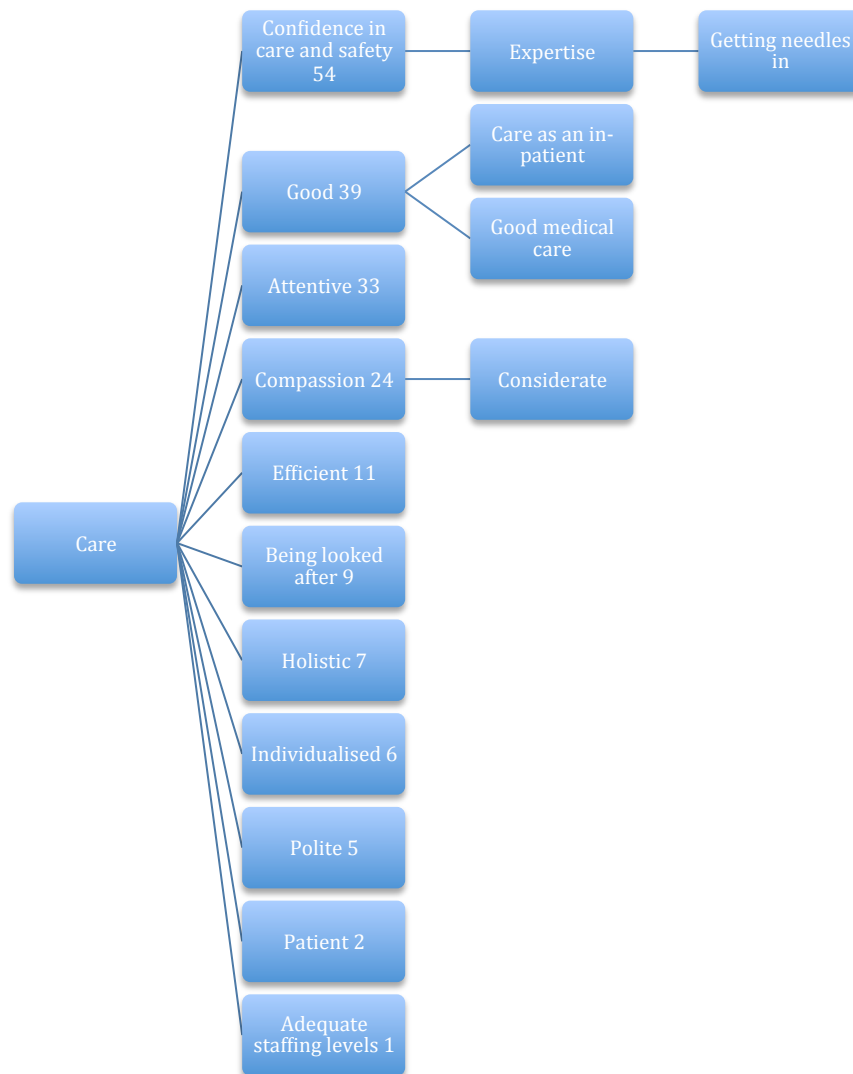 Confidence in
care and safety
54
Expertise
Getting needles
in
Care as an in-
patient
Good 39
Good medical
care
Attentive 33
Compassion 24
Considerate
Efficient 11
Care
Being looked
after 9
Holistic 7
Individualised 6
Polite 5
Patient 2
Adequate
staffing levels 1